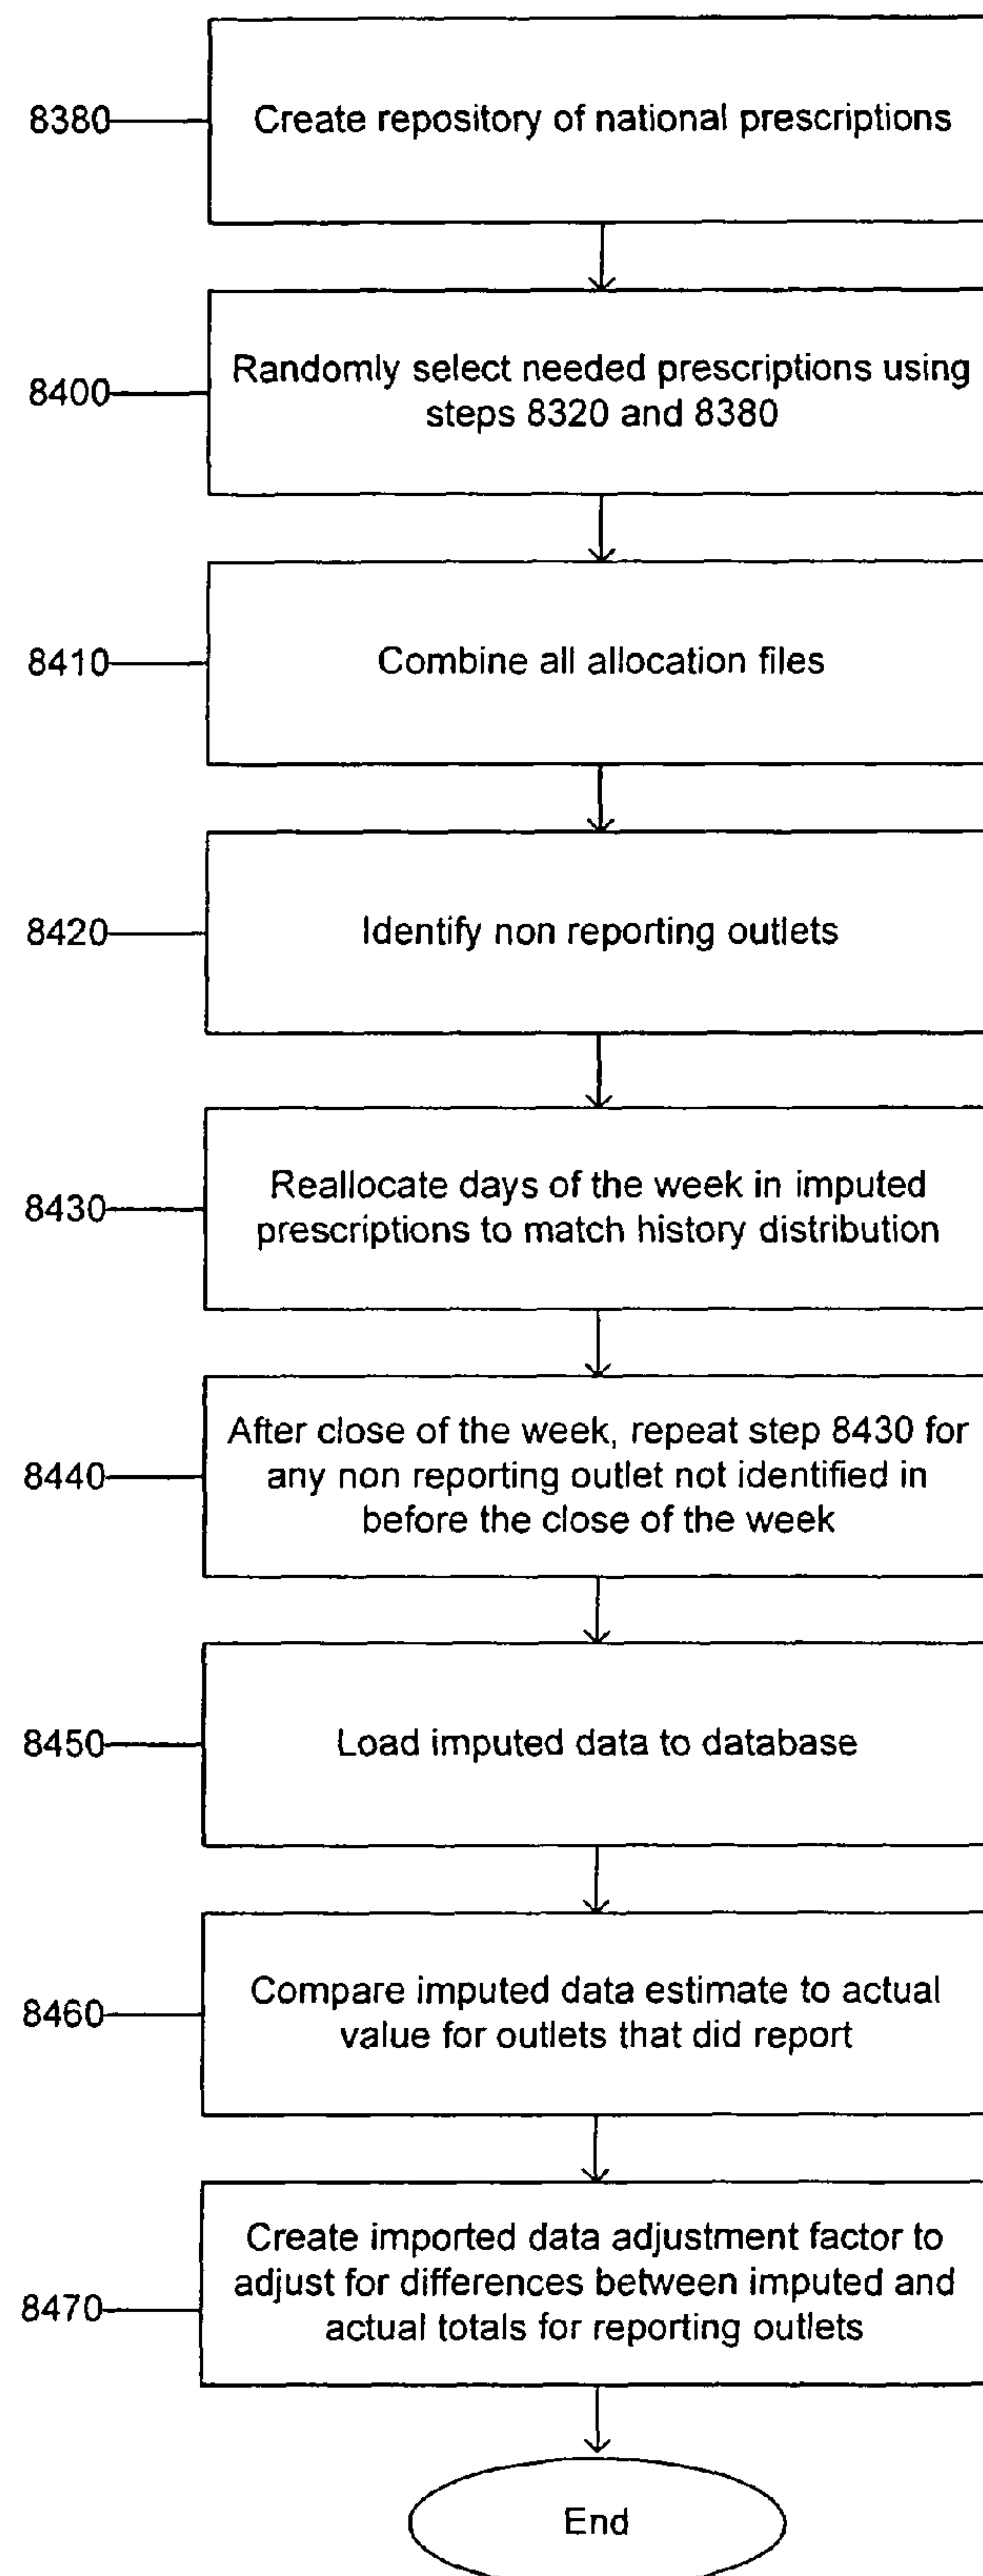 8380
Create repository of national prescriptions
8400
Randomly select needed prescriptions using
steps 8320 and 8380
8410
Combine all allocation files
8420
Identify non reporting outlets
8430
Reallocate days of the week in imputed
prescriptions to match history distribution
8440
After close of the week, repeat step 8430 for
any non reporting outlet not identified in
before the close of the week
8450
Load imputed data to database
8460
Compare imputed data estimate to actual
value for outlets that did report
8470
Create imported data adjustment factor to
adjust for differences between imputed and
actual totals for reporting outlets
End